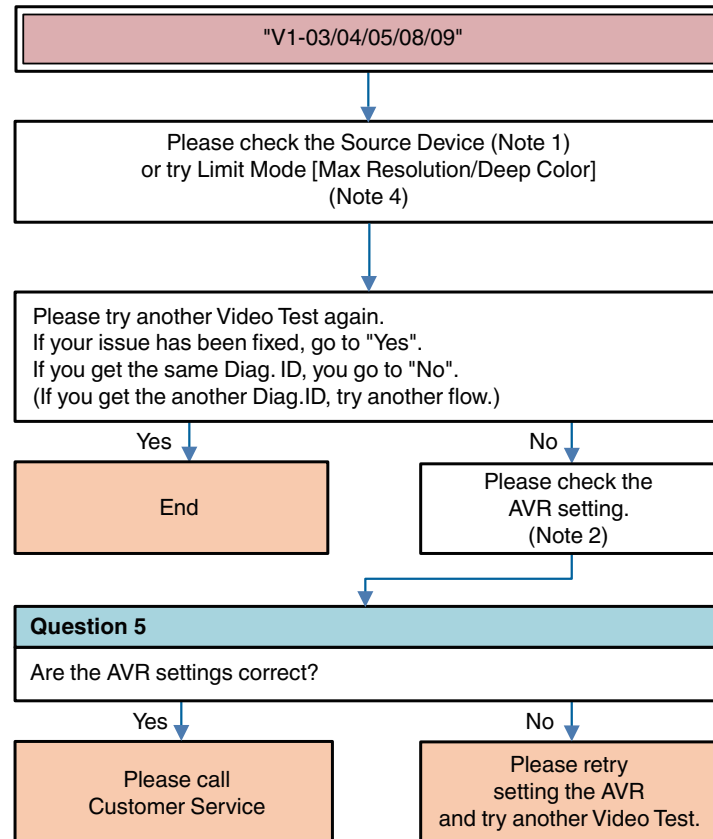 "V1-03/04/05/08/09"
Please check the Source Device (Note 1)
or try Limit Mode [Max Resolution/Deep Color]
(Note 4)
Please try another Video Test again.
If your issue has been fixed, go to "Yes".
If you get the same Diag. ID, you go to "No".
(If you get the another Diag.ID, try another flow.)
Yes
No
End
Please check the
AVR setting.
(Note 2)
Question 5
Are the AVR settings correct?
Yes
No
Please call
Customer Service
Please retry
setting the AVR
and try another Video Test.